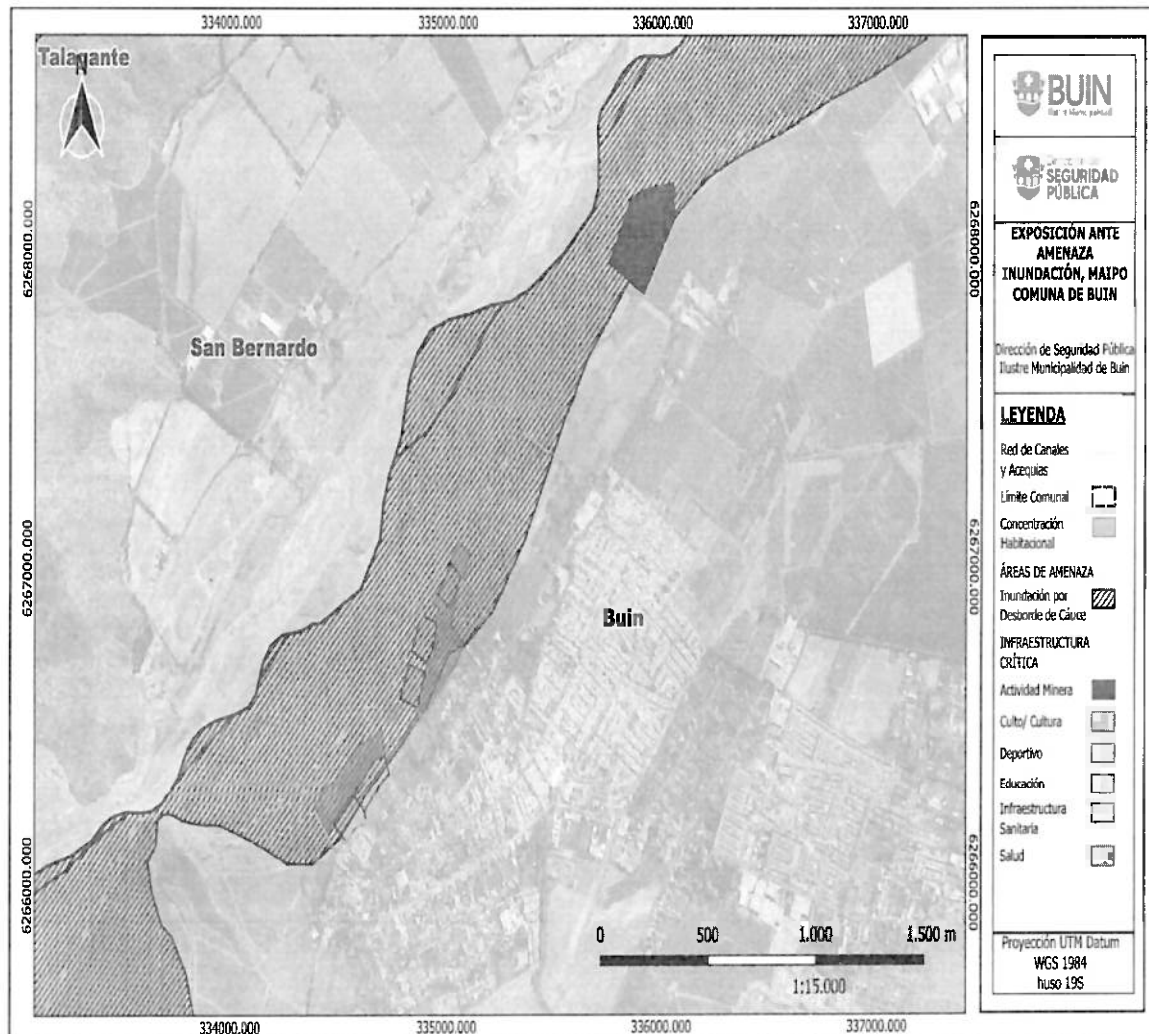 334000.000 335000.000 336000.000 337000.000
Talagante
N
6268000.000 6268000.000
San Bernardo
6267000.000 6267000.000
Buin
6266000.000 6266000.000
0 500 1.000 1.500 m
1:15.000
334000.000 335000.000 336000.000 337000.000
BUIN
SEGURIDAD
PÚBLICA
EXPOSICIÓN ANTE
AMENAZA
INUNDACIÓN, MAIPO
COMUNA DE BUIN
Dirección de Seguridad Pública
Ilustre Municipalidad de Buin
LEYENDA
Red de Canales
y Acequias
Límite Comunal
Concentración
Habitacional
ÁREAS DE AMENAZA
Inundación por
Desborde de Cáuce
INFRAESTRUCTURA
CRÍTICA
Actividad Minera
Culto/ Cultura
Deportivo
Educación
Infraestructura
Sanitaria
Salud
Proyección UTM Datum
WGS 1984
huso 19S